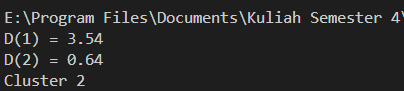 E:\Program Files\Documents\Kuliah Semester 4\
D(1) = 3.54
D(2) = 0.64
Cluster 2